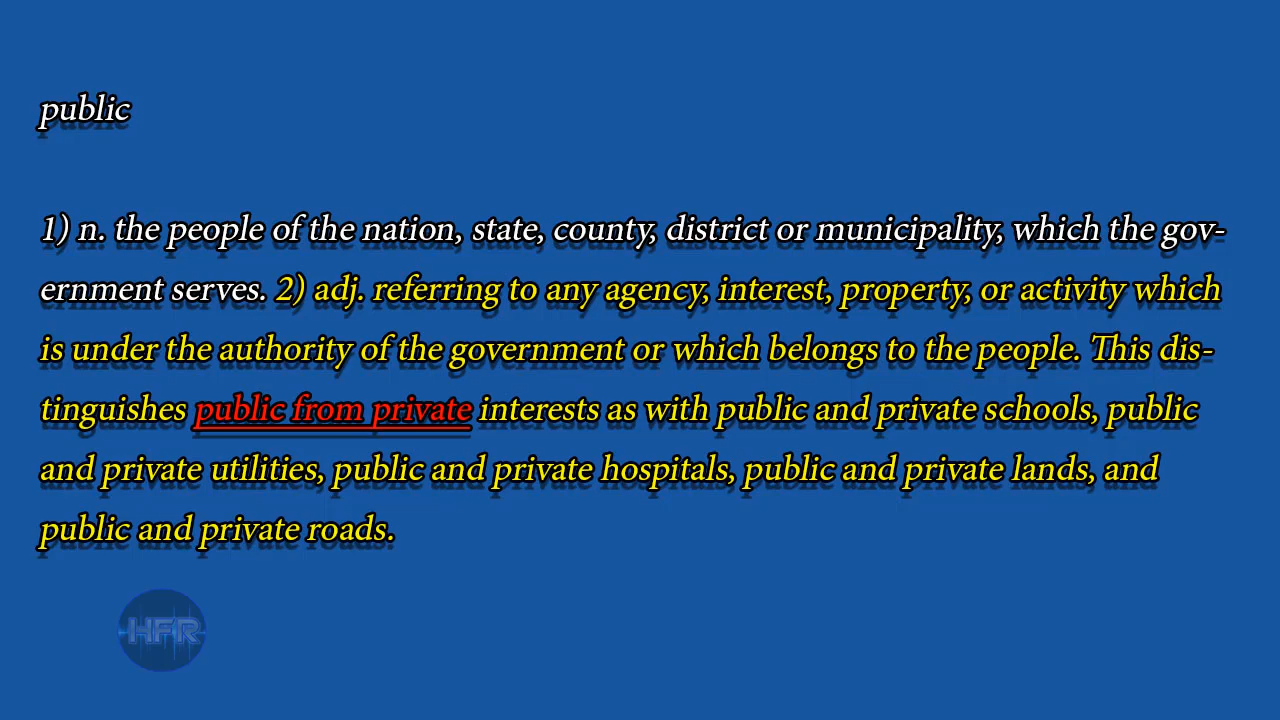 public
1) n. the people of the nation, state, county, district or municipality, which the gov-
ernment serves. 2) adj. referring to any agency, interest, property, or activity which
is under the authority of the government or which belongs to the people. This dis-
tinguishes public from private interests as with public and private schools, public
and private utilities, public and private hospitals, public and private lands, and
public and private roads.
HFR